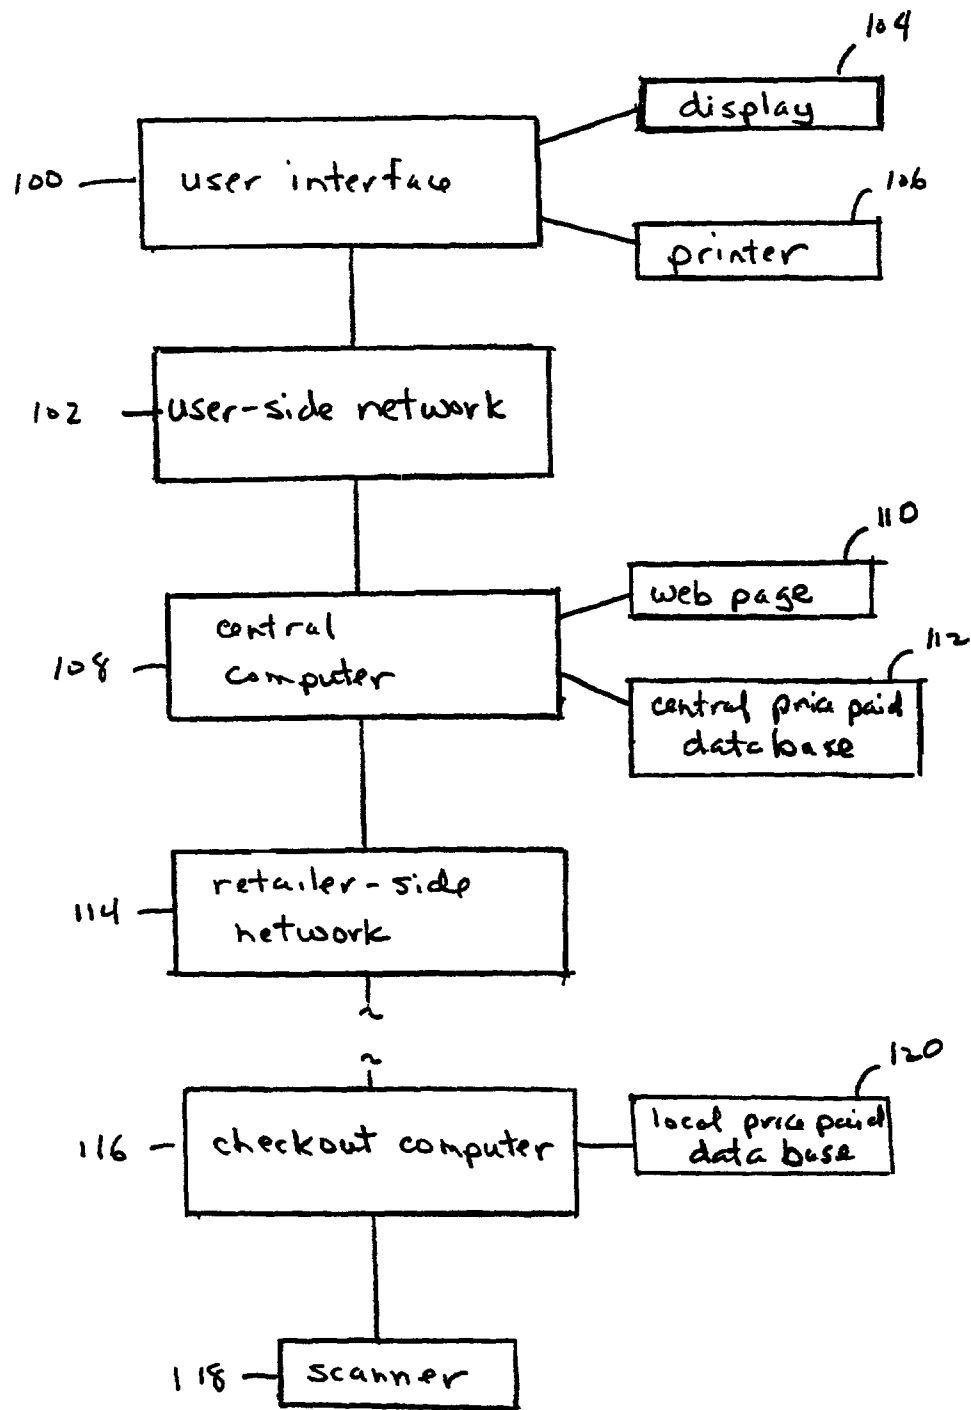 104
display
100
user interface
106
printer
102
user-side network
110
web page
108
central
computer
112
central price paid
database
114
retailer-side
network
120
116
checkout computer
local price paid
data base
118
scanner